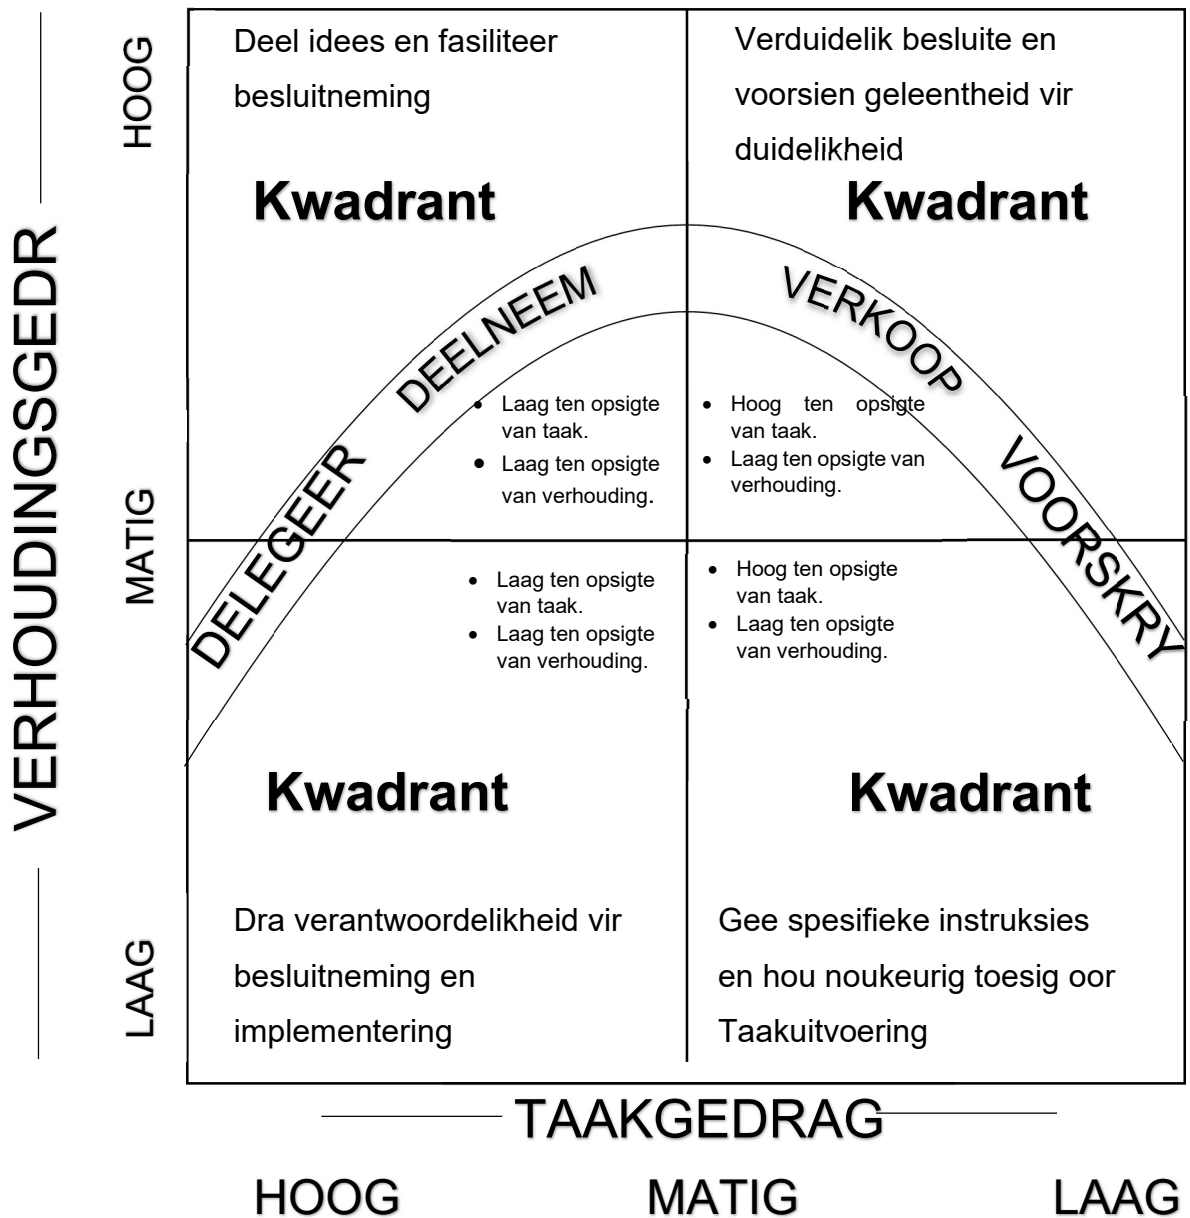 HOOG
Deel idees en fasiliteer
besluitneming
Verduidelik besluite en
voorsien geleentheid vir
duidelikheid
Kwadrant
Kwadrant
VERHOUDINGSGEDR
DEELNEEM
VERKOOP
• Laag ten opsigte
van taak.
• Laag ten opsigte
van verhouding.
• Hoog ten opsigte
van taak.
• Laag ten opsigte van
verhouding.
DELEGEER
VOORSKRY
MATIG
• Laag ten opsigte
van taak.
• Laag ten opsigte
van verhouding.
• Hoog ten opsigte
van taak.
• Laag ten opsigte
van verhouding.
Kwadrant
Kwadrant
LAAG
Dra verantwoordelikheid vir
besluitneming en
implementering
Gee spesifieke instruksies
en hou noukeurig toesig oor
Taakuitvoering
TAAKGEDRAG
HOOG MATIG LAAG